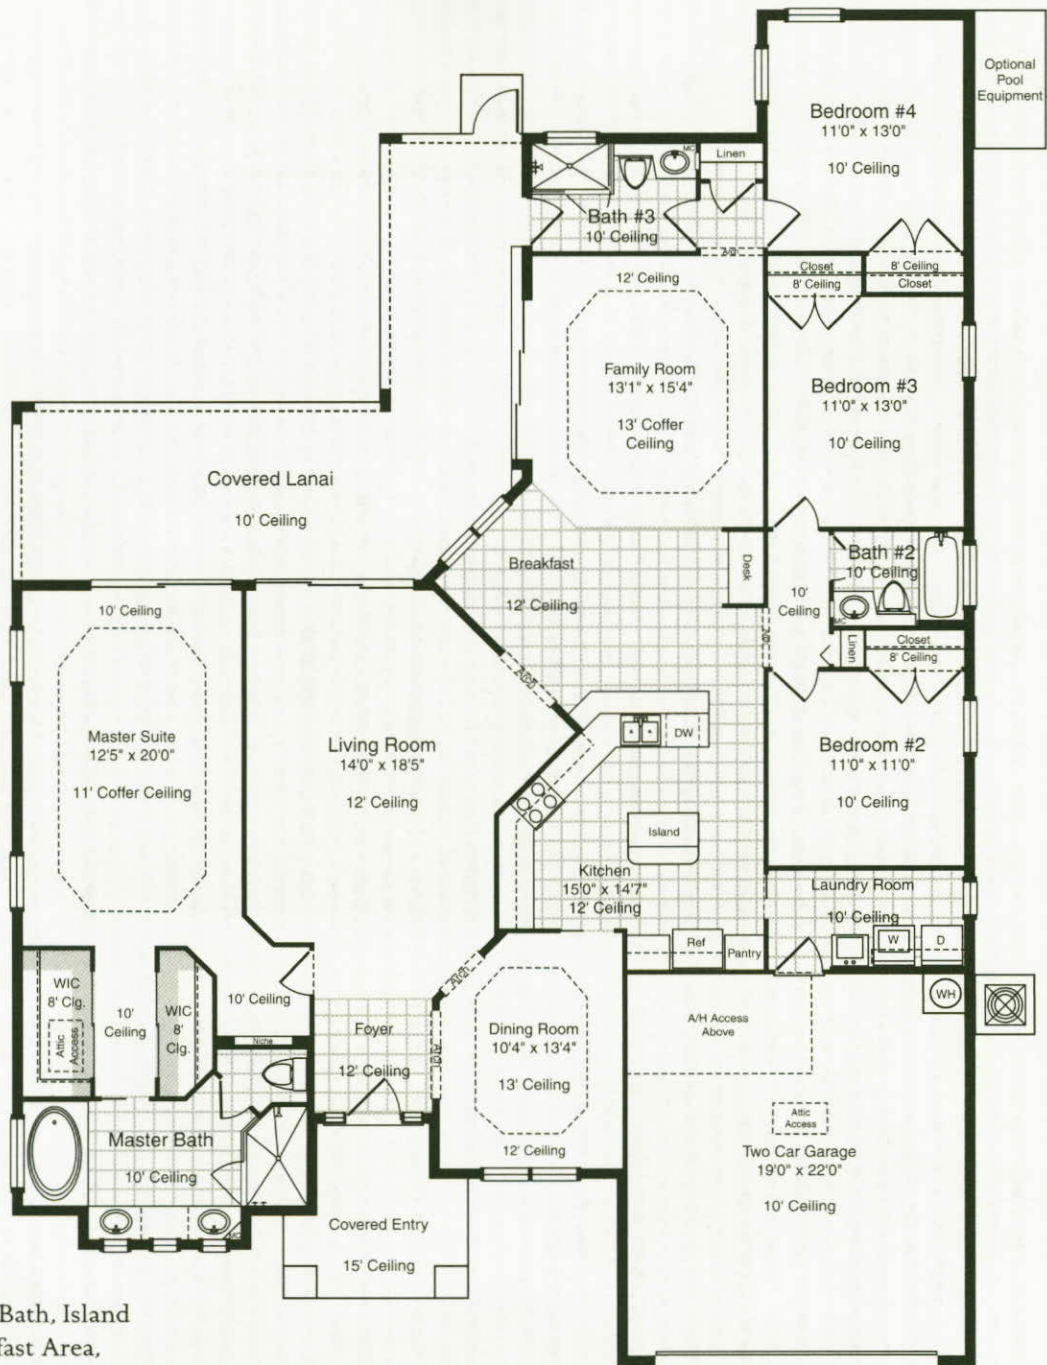 Optional
Pool
Equipment
Bedroom #4
11'0" x 13'0"
10' Ceiling
MC
Linen
Bath #3
10' Ceiling
Arch
8' Ceiling
Closet
Closet
8' Ceiling
12' Ceiling
Family Room
13'1" x 15'4"
13' Coffer
Ceiling
Bedroom #3
11'0" x 13'0"
10' Ceiling
Covered Lanai
10' Ceiling
Breakfast
12' Ceiling
Desk
Bath #2
10' Ceiling
MC
10'
Ceiling
Arch
Linen
Closet
8' Ceiling
10' Ceiling
Master Suite
12'5" x 20'0"
11' Coffer Ceiling
Living Room
14'0" x 18'5"
12' Ceiling
Arch
DW
Bedroom #2
11'0" x 11'0"
10' Ceiling
Island
Kitchen
15'0" x 14'7"
12' Ceiling
Laundry Room
10' Ceiling
Ref
Pantry
W
D
WH
WIC
8' Clg.
Attic
Access
10'
Ceiling
WIC
8'
Clg.
10' Ceiling
Niche
Foyer
12' Ceiling
Arch
Arch
Dining Room
10'4" x 13'4"
13' Ceiling
12' Ceiling
A/H Access
Above
Attic
Access
Two Car Garage
19'0" x 22'0"
10' Ceiling
Master Bath
10' Ceiling
MC
Covered Entry
15' Ceiling
Bath, Island
fast Area,